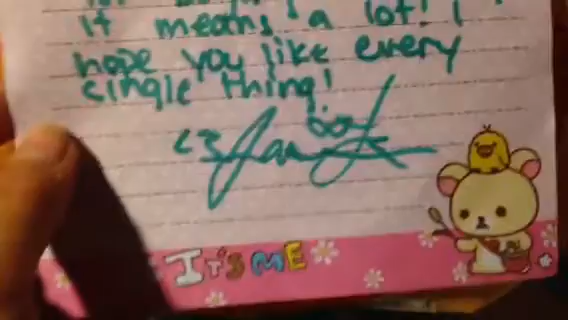 it means a lot! I
hope you like every
single thing!
<3
IT'S ME